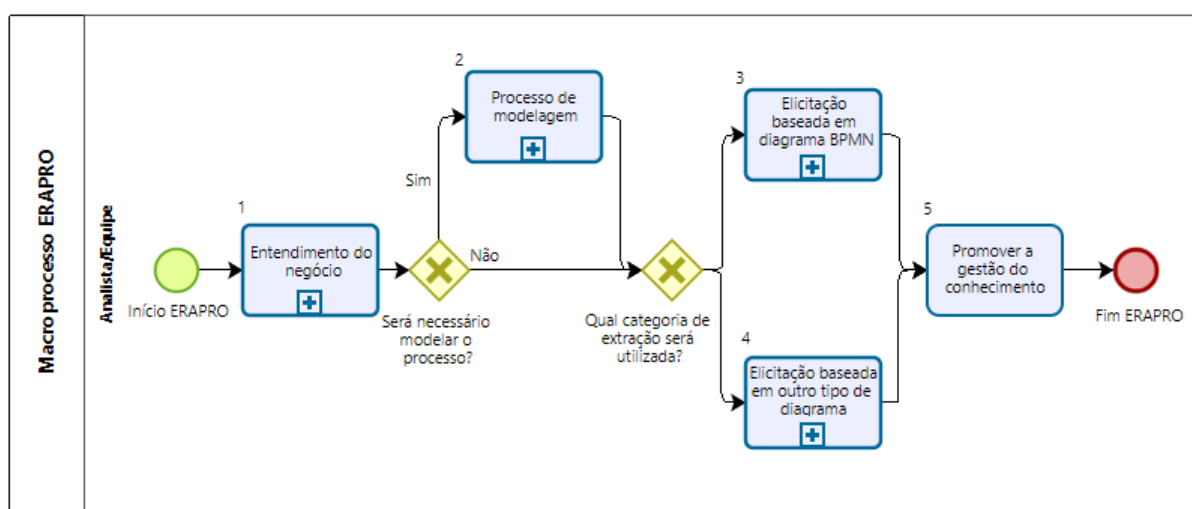 Macroprocesso ERAPRO
Analista/Equipe
Início ERAPRO
1
Entendimento do
negócio
Será necessário
modelar o
processo?
Sim
Não
2
Processo de
modelagem
Qual categoria de
extração será
utilizada?
3
Elicitação
baseada em
diagrama BPMN
4
Elicitação baseada
em outro tipo de
diagrama
5
Promover a
gestão do
conhecimento
Fim ERAPRO